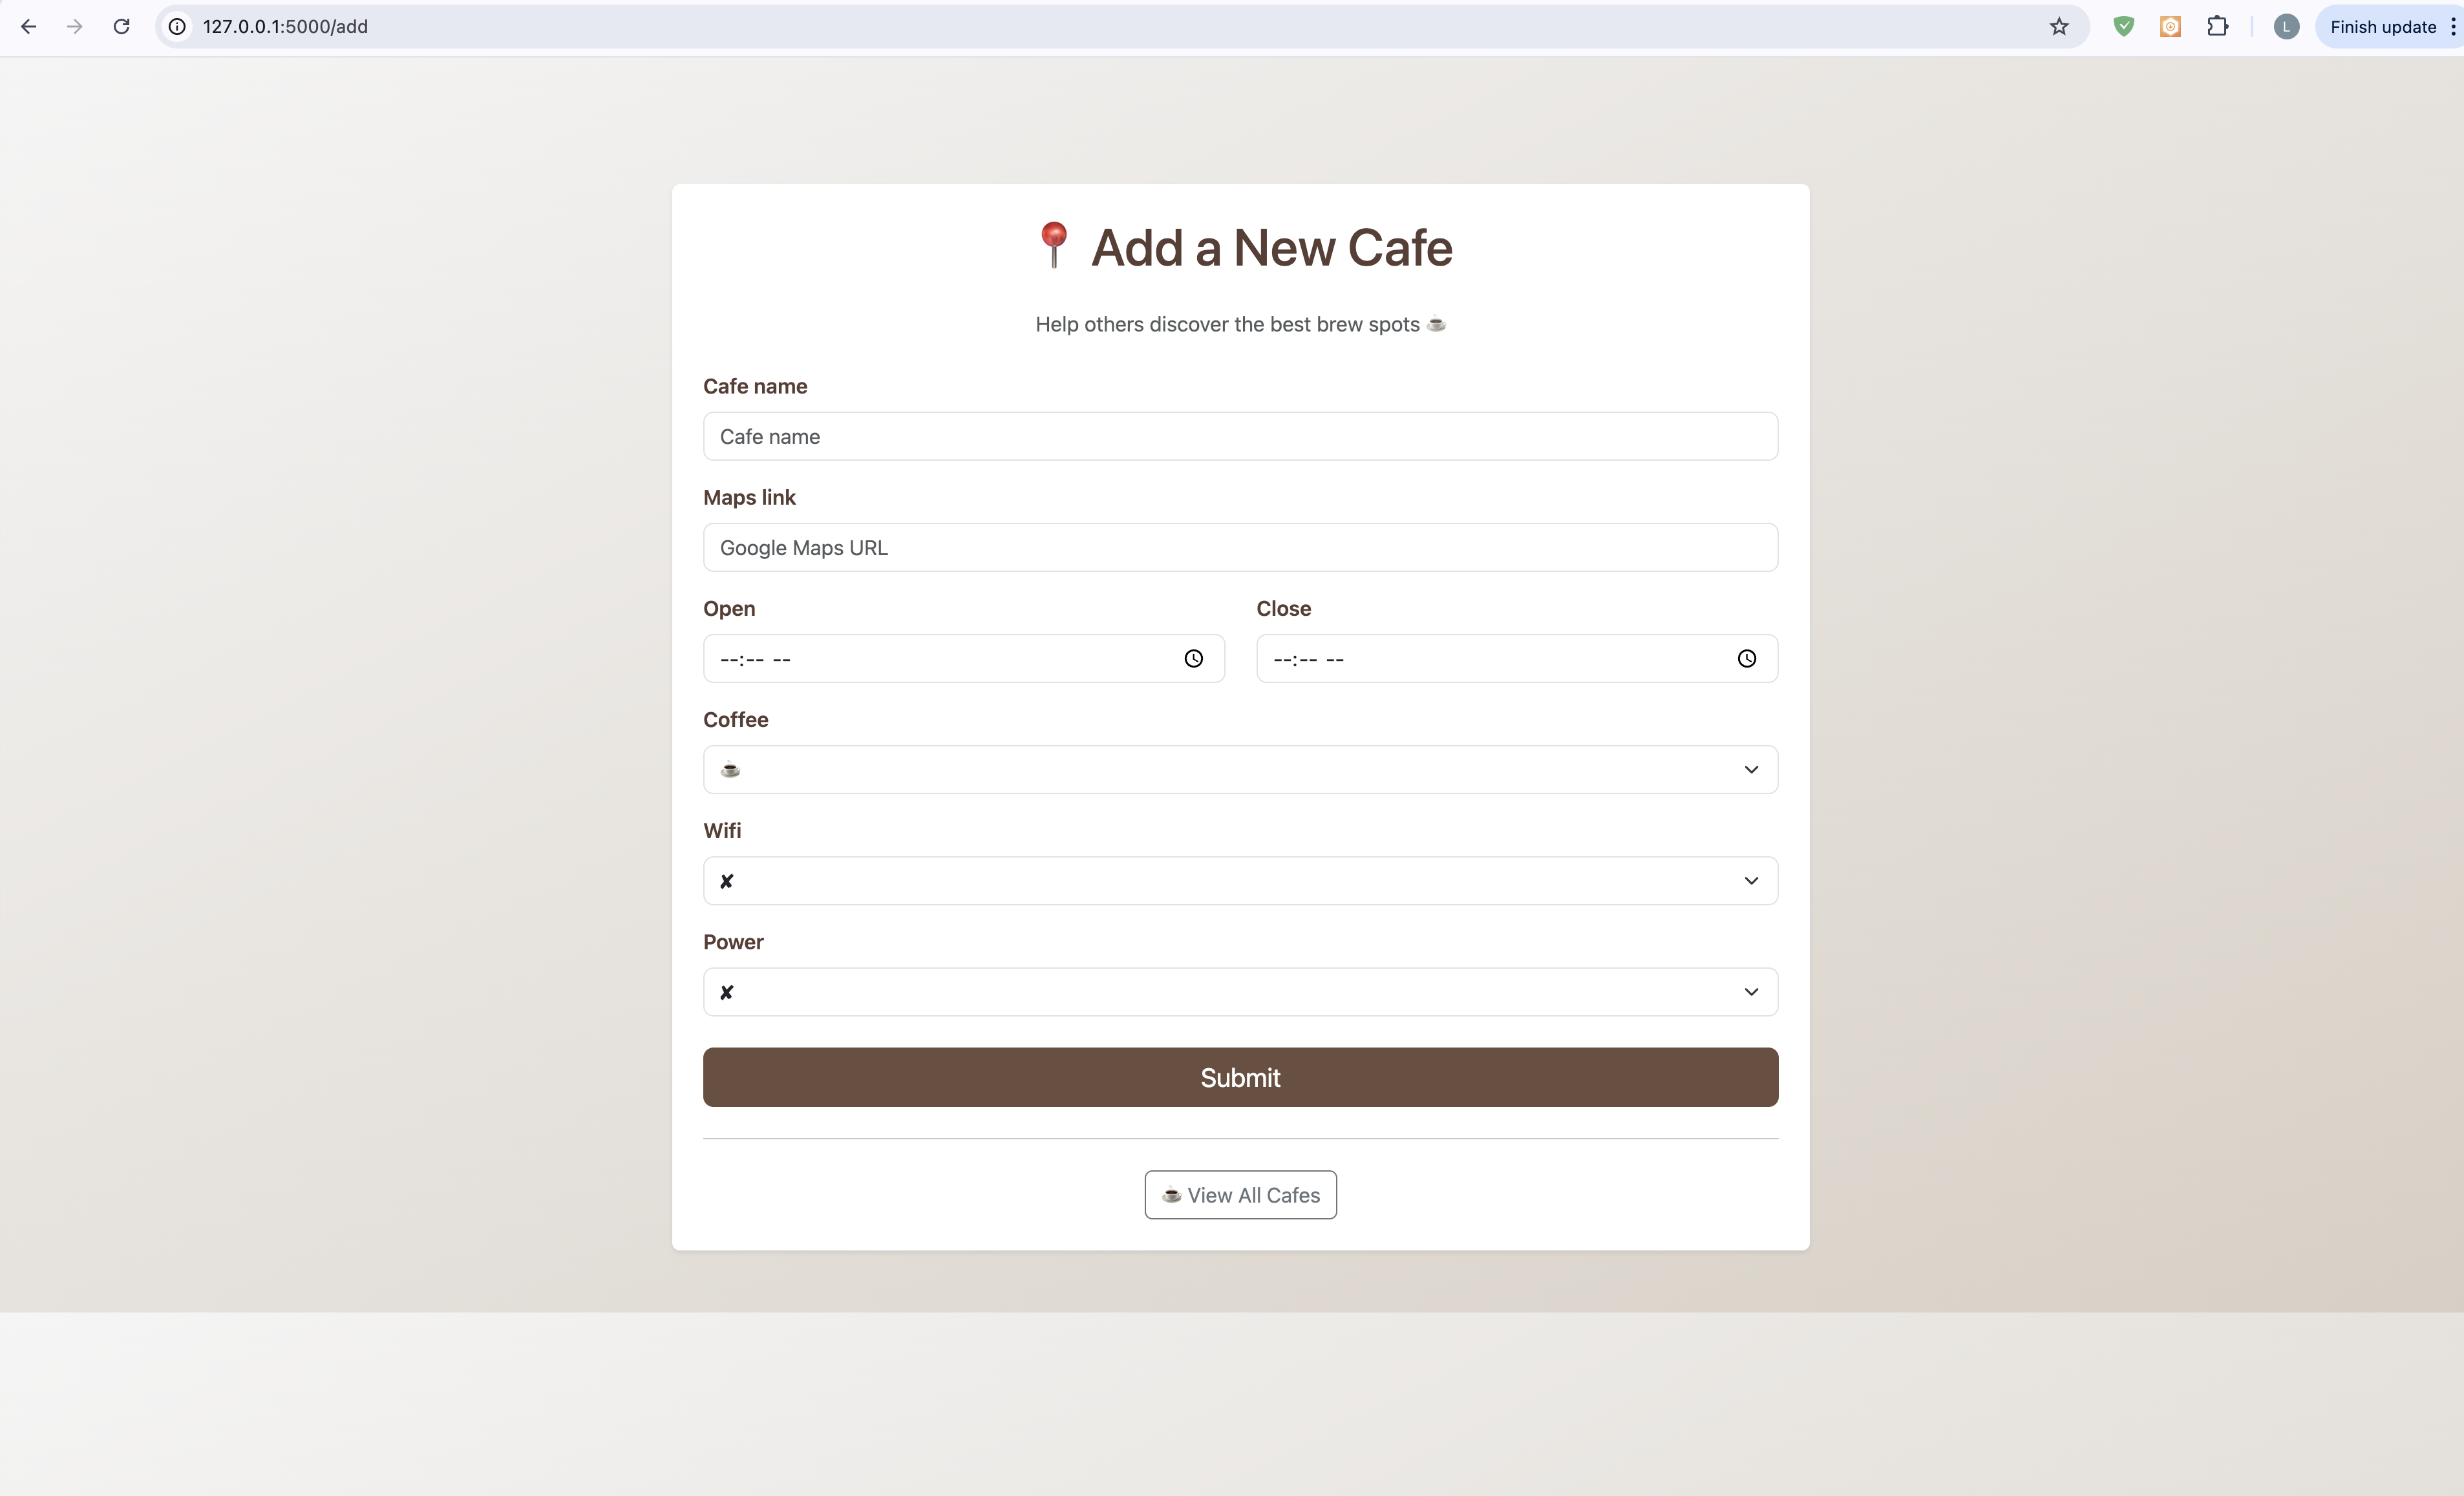 127.0.0.1:5000/add
L
Finish update
📍 Add a New Cafe
Help others discover the best brew spots ☕
Cafe name
Cafe name
Maps link
Google Maps URL
Open
Close
--:-- --
--:-- --
Coffee
☕
Wifi
✘
Power
✘
Submit
☕ View All Cafes